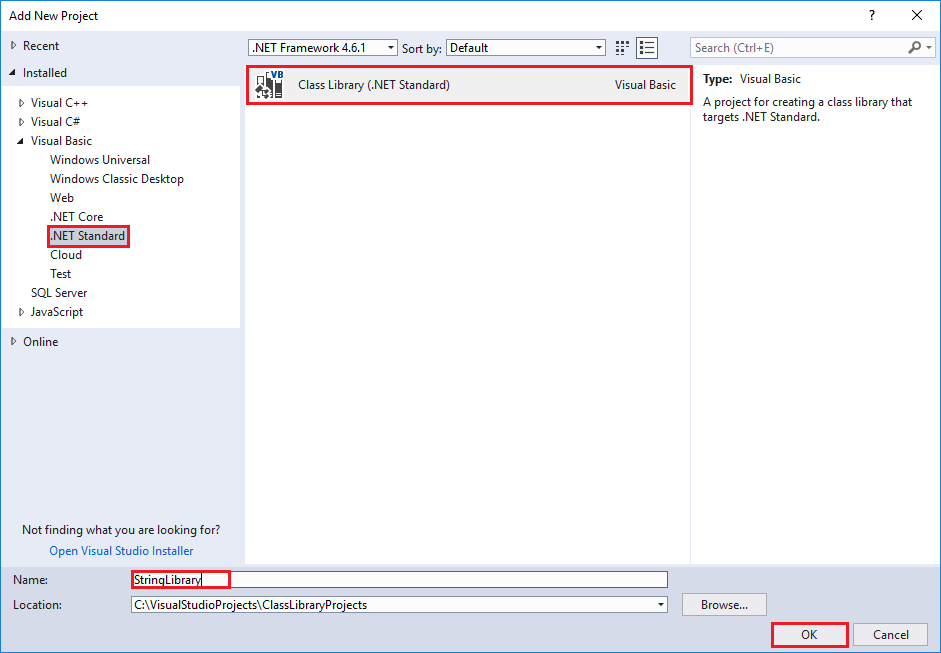 Add New Project
?
Recent
.NET Framework 4.6.1
Sort by:
Default
Search (Ctrl+E)
Installed
Visual C++
Visual C#
Visual Basic
Windows Universal
Windows Classic Desktop
Web
.NET Core
.NET Standard
Cloud
Test
SQL Server
JavaScript
Online
Not finding what you are looking for?
Open Visual Studio Installer
VB
Class Library (.NET Standard)
Visual Basic
Type: Visual Basic
A project for creating a class library that
targets .NET Standard.
Name:
StringLibrary
Location:
C:\VisualStudioProjects\ClassLibraryProjects
Browse...
OK
Cancel